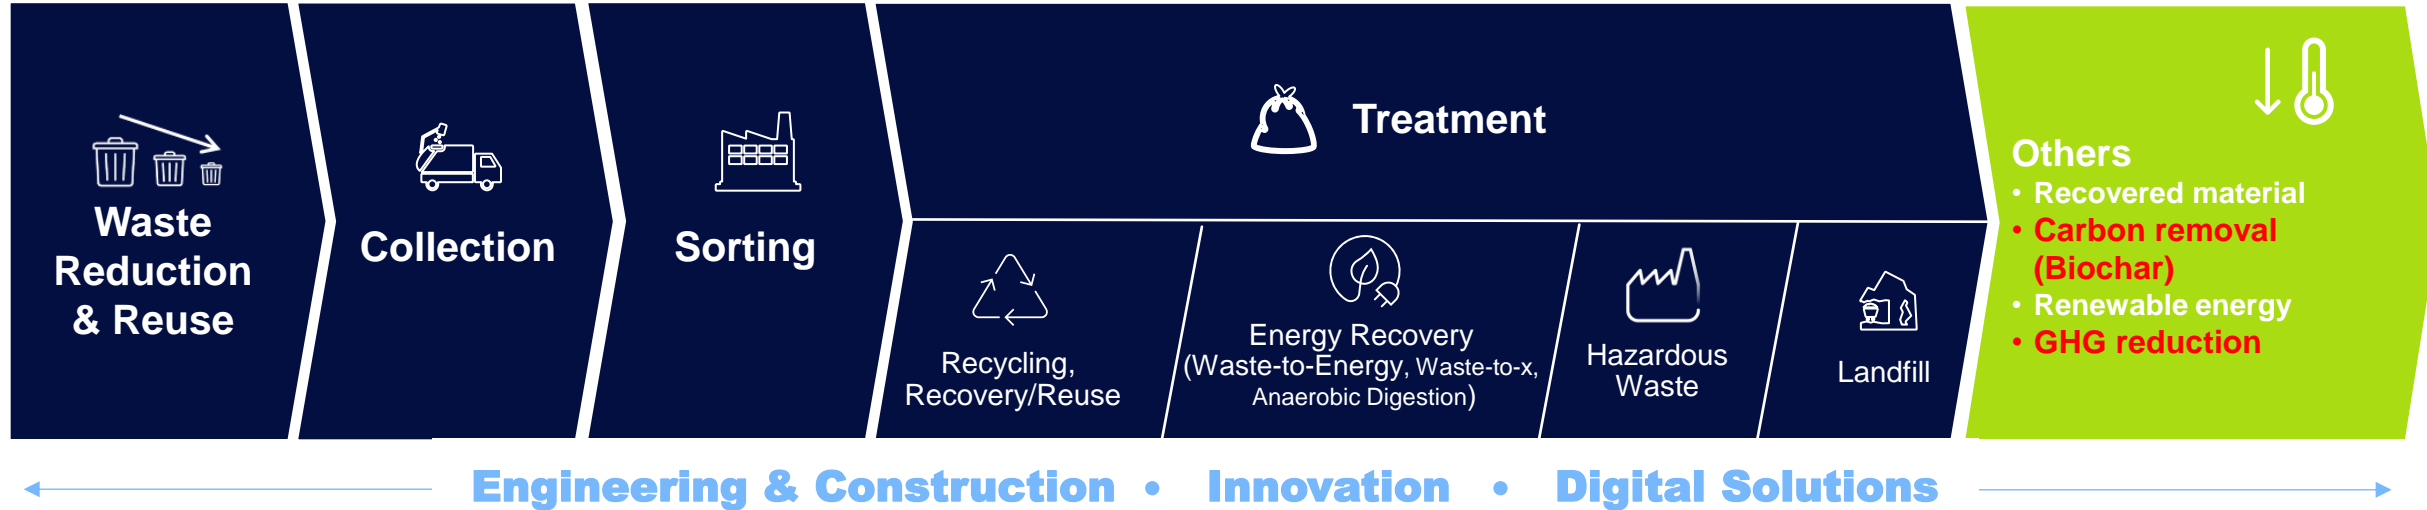 Waste
Reduction
& Reuse
Collection
Sorting
Treatment
Recycling,
Recovery/Reuse
Energy Recovery
(Waste-to-Energy, Waste-to-x,
Anaerobic Digestion)
Hazardous
Waste
Landfill
Others
• Recovered material
• Carbon removal
(Biochar)
• Renewable energy
• GHG reduction
Engineering & Construction • Innovation • Digital Solutions